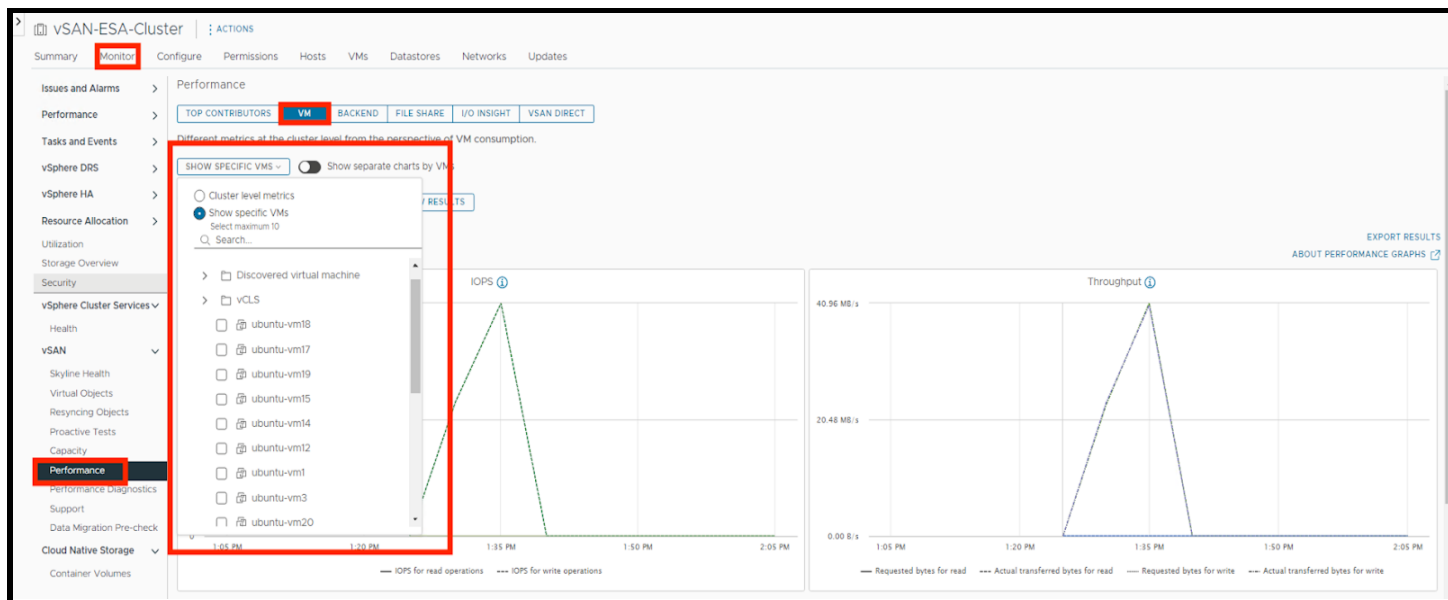 vSAN-ESA-Cluster
ACTIONS
Summary Monitor Configure Permissions Hosts VMs Datastores Networks Updates
Issues and Alarms
Performance
Tasks and Events
vSphere DRS
vSphere HA
Resource Allocation
Utilization
Storage Overview
Security
vSphere Cluster Services
Health
vSAN
Skyline Health
Virtual Objects
Resyncing Objects
Proactive Tests
Capacity
Performance
Performance Diagnostics
Support
Data Migration Pre-check
Cloud Native Storage
Container Volumes
Performance
TOP CONTRIBUTORS VM BACKEND FILE SHARE I/O INSIGHT VSAN DIRECT
Different metrics at the cluster level from the perspective of VM consumption.
SHOW SPECIFIC VMS Show separate charts by VMs
Cluster level metrics
Show specific VMs
Select maximum 10
Search...
Discovered virtual machine
vCLS
ubuntu-vm18
ubuntu-vm17
ubuntu-vm19
ubuntu-vm15
ubuntu-vm14
ubuntu-vm12
ubuntu-vm1
ubuntu-vm3
ubuntu-vm20
RESULTS
EXPORT RESULTS
ABOUT PERFORMANCE GRAPHS
IOPS
0
1:05 PM 1:20 PM 1:35 PM 1:50 PM 2:05 PM
IOPS for read operations IOPS for write operations
Throughput
40.96 MB/s
20.48 MB/s
0.00 B/s
1:05 PM 1:20 PM 1:35 PM 1:50 PM 2:05 PM
Requested bytes for read Actual transferred bytes for read Requested bytes for write Actual transferred bytes for write